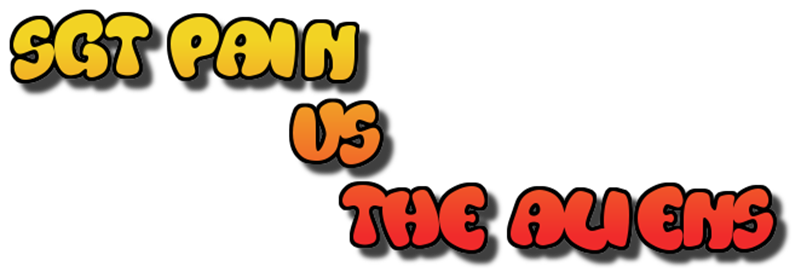 SGT PAIN
VS
THE ALIENS